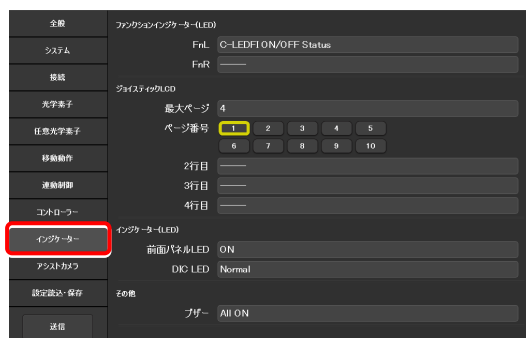 全般
システム
接続
光学素子
任意光学素子
移動動作
連動制御
コントローラー
インジケーター
アシストカメラ
設定読込・保存
送信
ファンクションインジケーター(LED)
FnL C-LEDFI ON/OFF Status
FnR ――
ジョイスティックLCD
最大ページ 4
ページ番号 1 2 3 4 5
6 7 8 9 10
2行目 ――
3行目 ――
4行目 ――
インジケーター(LED)
前面パネルLED ON
DIC LED Normal
その他
ブザー All ON